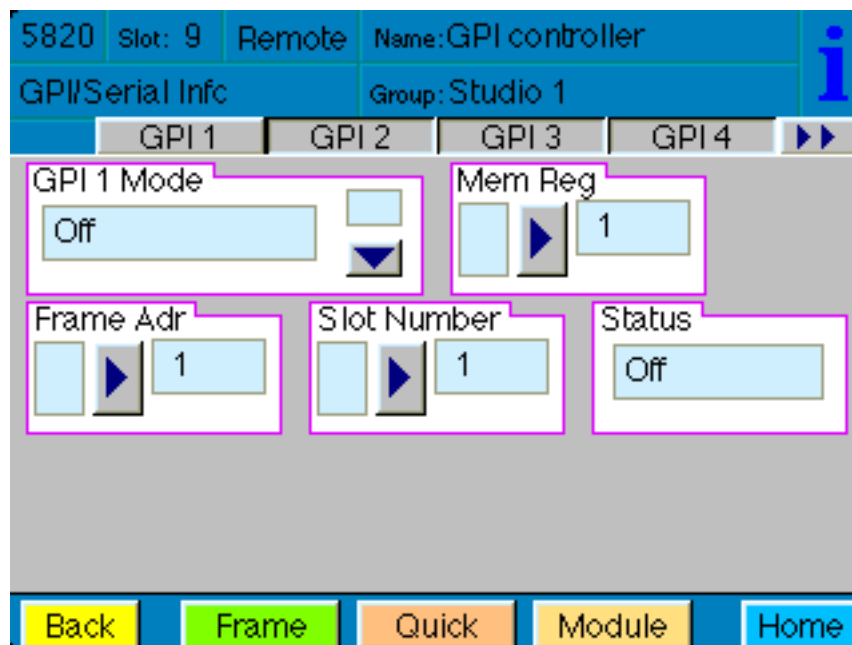 5820 Slot: 9 Remote Name:GPI controller
GPI/Serial Info Group:Studio 1
GPI 1 GPI 2 GPI 3 GPI 4
GPI 1 Mode Mem Reg
Off 1
Frame Adr Slot Number Status
1 1 Off
Back Frame Quick Module Home